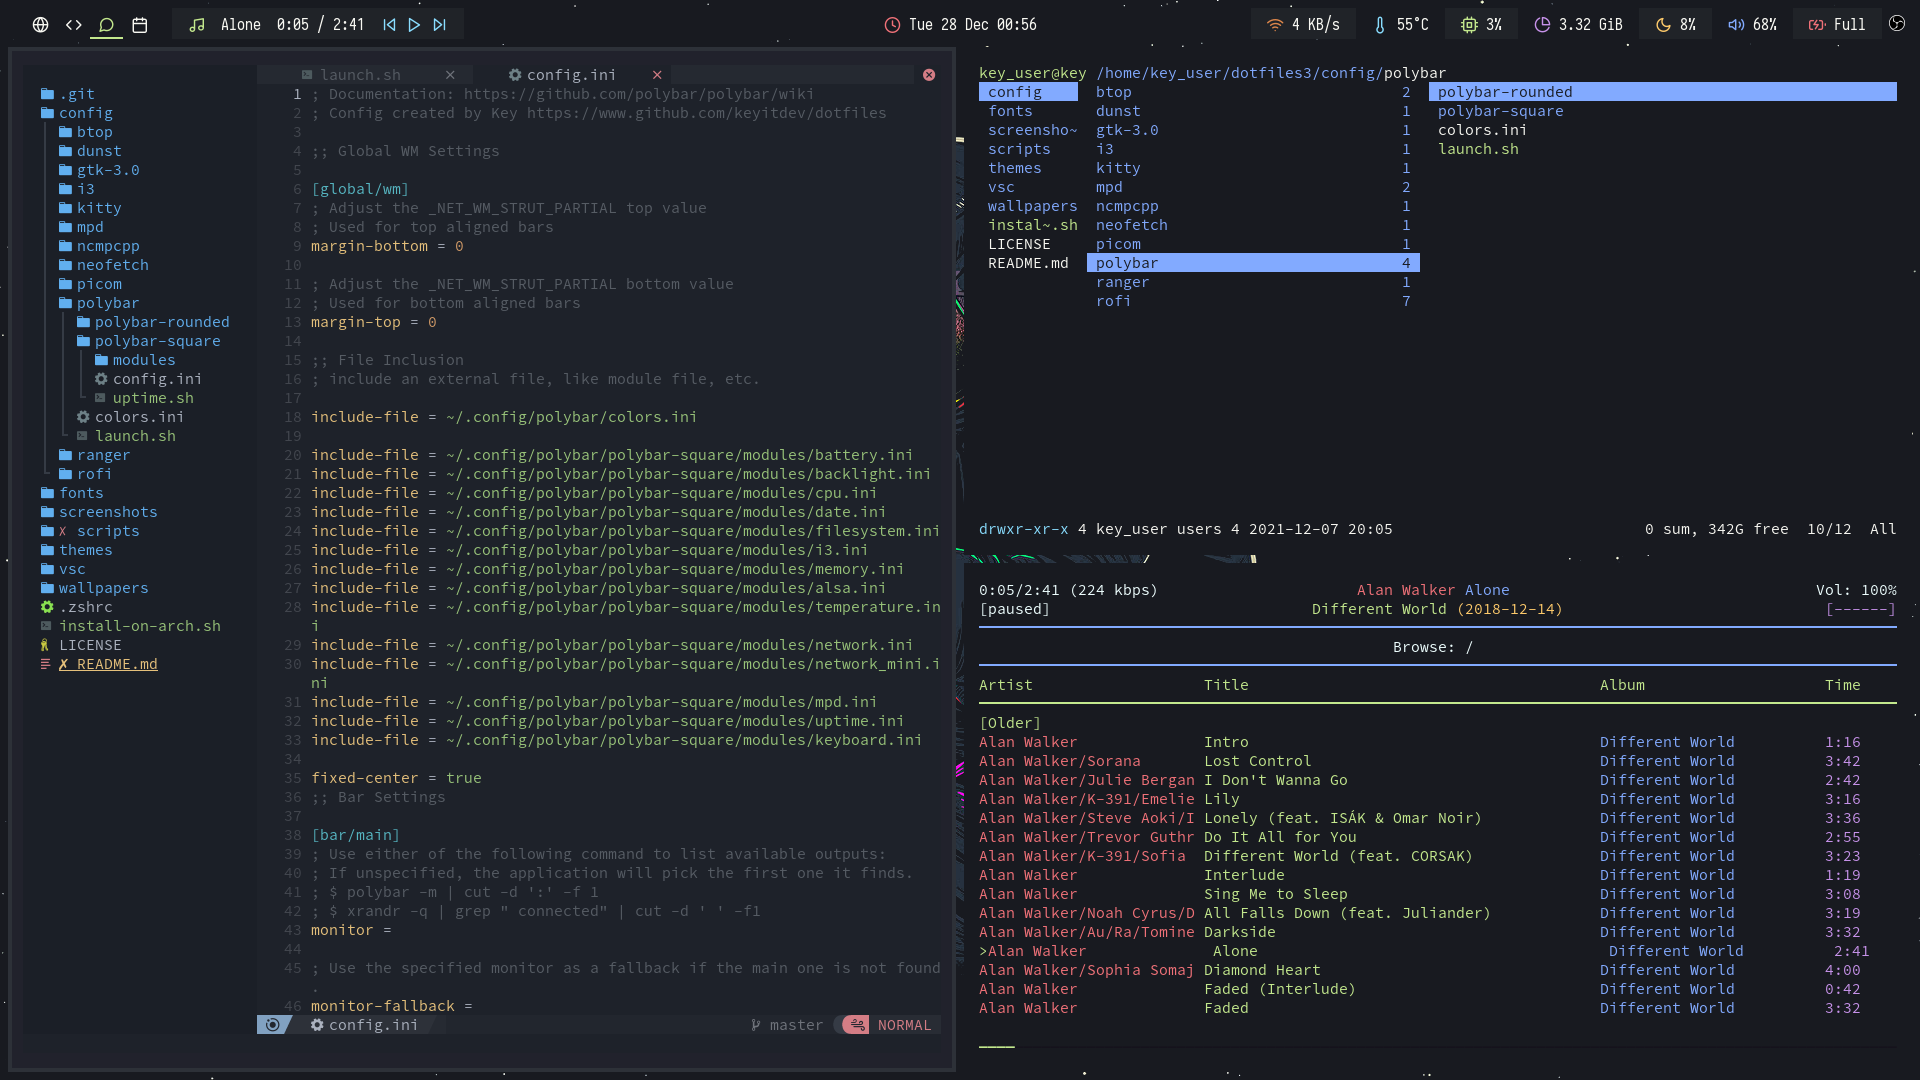 Alone 0:05 / 2:41
Tue 28 Dec 00:56
4 KB/s
55°C
3%
3.32 GiB
8%
68%
Full
.git
config
btop
dunst
gtk-3.0
i3
kitty
mpd
ncmpcpp
neofetch
picom
polybar
polybar-rounded
polybar-square
modules
config.ini
uptime.sh
colors.ini
launch.sh
ranger
rofi
fonts
screenshots
✗ scripts
themes
vsc
wallpapers
.zshrc
install-on-arch.sh
LICENSE
✗ README.md
launch.sh
config.ini
1 ; Documentation: https://github.com/polybar/polybar/wiki
2 ; Config created by Key https://www.github.com/keyitdev/dotfiles
3
4 ;; Global WM Settings
5
6 [global/wm]
7 ; Adjust the _NET_WM_STRUT_PARTIAL top value
8 ; Used for top aligned bars
9 margin-bottom = 0
10
11 ; Adjust the _NET_WM_STRUT_PARTIAL bottom value
12 ; Used for bottom aligned bars
13 margin-top = 0
14
15 ;; File Inclusion
16 ; include an external file, like module file, etc.
17
18 include-file = ~/.config/polybar/colors.ini
19
20 include-file = ~/.config/polybar/polybar-square/modules/battery.ini
21 include-file = ~/.config/polybar/polybar-square/modules/backlight.ini
22 include-file = ~/.config/polybar/polybar-square/modules/cpu.ini
23 include-file = ~/.config/polybar/polybar-square/modules/date.ini
24 include-file = ~/.config/polybar/polybar-square/modules/filesystem.ini
25 include-file = ~/.config/polybar/polybar-square/modules/i3.ini
26 include-file = ~/.config/polybar/polybar-square/modules/memory.ini
27 include-file = ~/.config/polybar/polybar-square/modules/alsa.ini
28 include-file = ~/.config/polybar/polybar-square/modules/temperature.in
i
29 include-file = ~/.config/polybar/polybar-square/modules/network.ini
30 include-file = ~/.config/polybar/polybar-square/modules/network_mini.i
ni
31 include-file = ~/.config/polybar/polybar-square/modules/mpd.ini
32 include-file = ~/.config/polybar/polybar-square/modules/uptime.ini
33 include-file = ~/.config/polybar/polybar-square/modules/keyboard.ini
34
35 fixed-center = true
36 ;; Bar Settings
37
38 [bar/main]
39 ; Use either of the following command to list available outputs:
40 ; If unspecified, the application will pick the first one it finds.
41 ; $ polybar -m | cut -d ':' -f 1
42 ; $ xrandr -q | grep " connected" | cut -d ' ' -f1
43 monitor =
44
45 ; Use the specified monitor as a fallback if the main one is not found
.
46 monitor-fallback =
config.ini
master
NORMAL
key_user@key /home/key_user/dotfiles3/config/polybar
config btop 2 polybar-rounded
fonts dunst 1 polybar-square
screensho~ gtk-3.0 1 colors.ini
scripts i3 1 launch.sh
themes kitty 1
vsc mpd 2
wallpapers ncmpcpp 1
instal~.sh neofetch 1
LICENSE picom 1
README.md polybar 4
ranger 1
rofi 7
drwxr-xr-x 4 key_user users 4 2021-12-07 20:05 0 sum, 342G free 10/12 All
0:05/2:41 (224 kbps) Alan Walker Alone Vol: 100%
[paused] Different World (2018-12-14) [------]
Browse: /
Artist Title Album Time
[Older]
Alan Walker Intro Different World 1:16
Alan Walker/Sorana Lost Control Different World 3:42
Alan Walker/Julie Bergan I Don't Wanna Go Different World 2:42
Alan Walker/K-391/Emelie Lily Different World 3:16
Alan Walker/Steve Aoki/I Lonely (feat. ISÁK & Omar Noir) Different World 3:36
Alan Walker/Trevor Guthr Do It All for You Different World 2:55
Alan Walker/K-391/Sofia Different World (feat. CORSAK) Different World 3:23
Alan Walker Interlude Different World 1:19
Alan Walker Sing Me to Sleep Different World 3:08
Alan Walker/Noah Cyrus/D All Falls Down (feat. Juliander) Different World 3:19
Alan Walker/Au/Ra/Tomine Darkside Different World 3:32
>Alan Walker Alone Different World 2:41
Alan Walker/Sophia Somaj Diamond Heart Different World 4:00
Alan Walker Faded (Interlude) Different World 0:42
Alan Walker Faded Different World 3:32